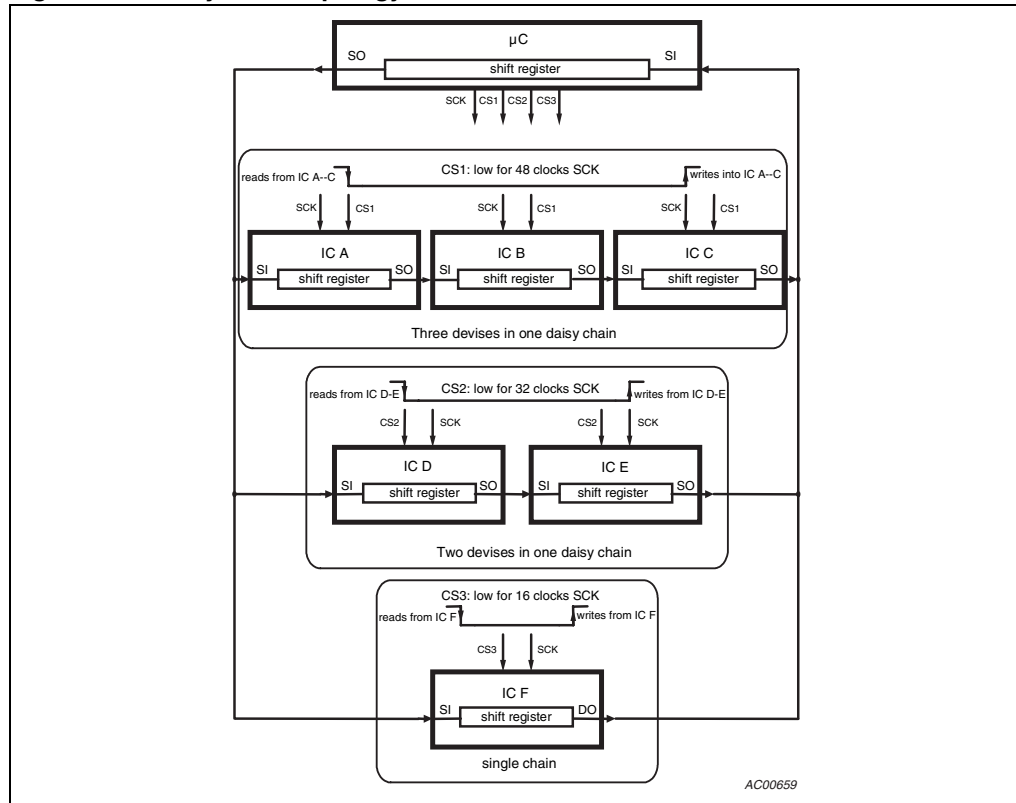 µC
SO
SI
shift register
SCK
CS1
CS2
CS3
CS1: low for 48 clocks SCK
reads from IC A--C
writes into IC A--C
SCK
CS1
SCK
CS1
SCK
CS1
IC A
IC B
IC C
SI
SO
SI
SO
SI
SO
shift register
shift register
shift register
Three devises in one daisy chain
CS2: low for 32 clocks SCK
reads from IC D-E
writes from IC D-E
CS2
SCK
CS2
SCK
IC D
IC E
SI
SO
SI
SO
shift register
shift register
Two devises in one daisy chain
CS3: low for 16 clocks SCK
reads from IC F
writes from IC F
CS3
SCK
IC F
SI
DO
shift register
single chain
AC00659